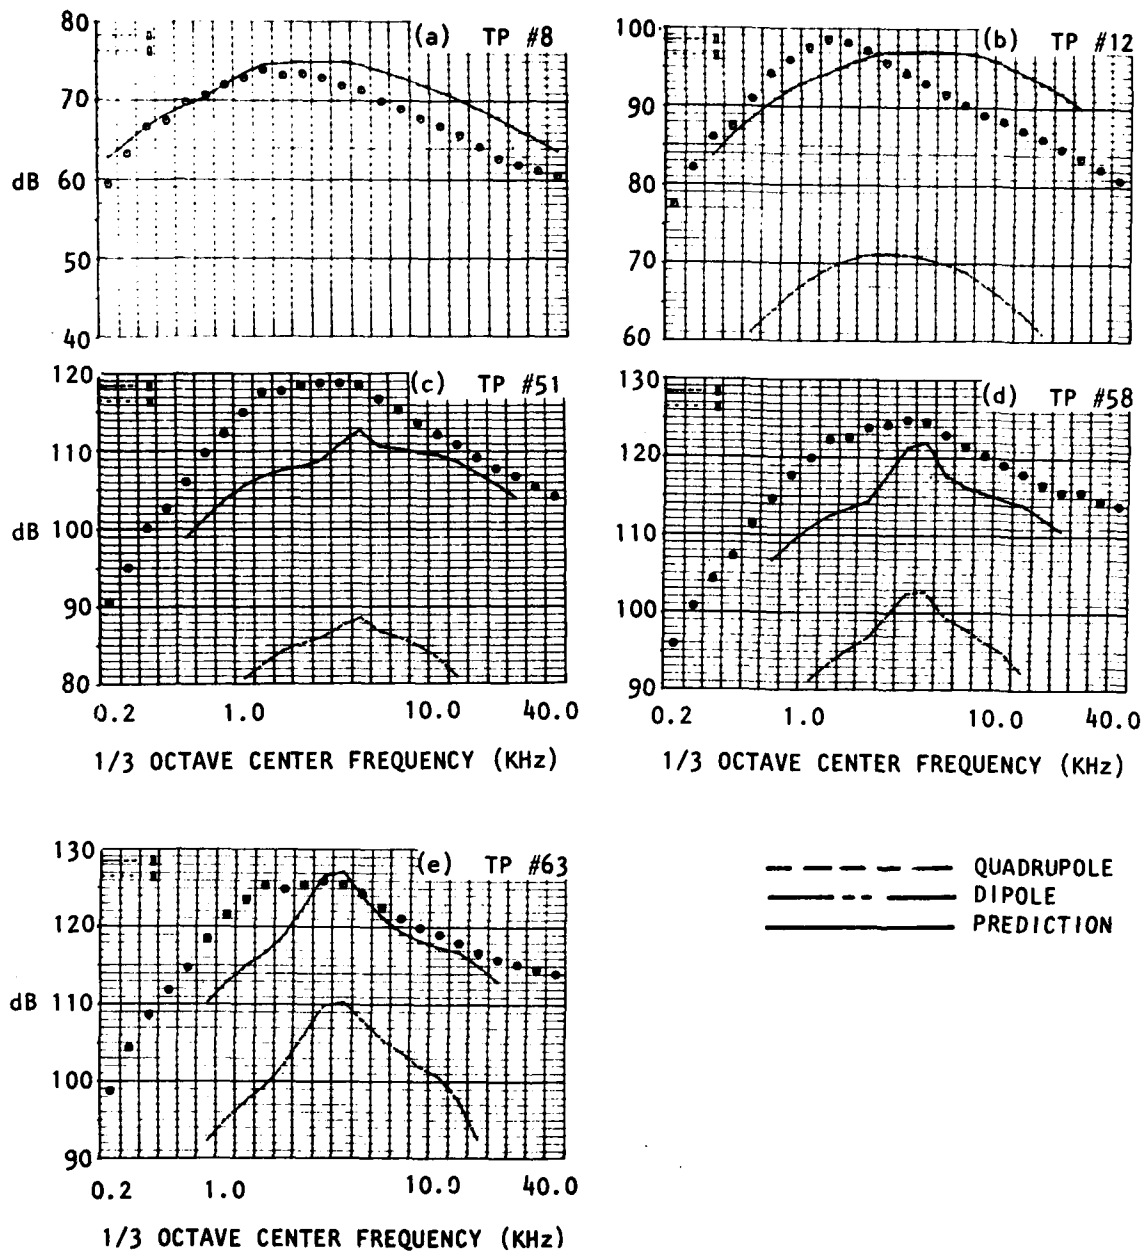 80
70
dB
60
50
40
(a) TP #8
100
90
80
70
60
(b) TP #12
120
110
dB
100
90
80
(c) TP #51
0.2 1.0 10.0 40.0
1/3 OCTAVE CENTER FREQUENCY (KHz)
130
120
110
100
90
(d) TP #58
0.2 1.0 10.0 40.0
1/3 OCTAVE CENTER FREQUENCY (KHz)
130
120
dB
110
100
90
(e) TP #63
0.2 1.0 10.0 40.0
1/3 OCTAVE CENTER FREQUENCY (KHz)
QUADRUPOLE
DIPOLE
PREDICTION